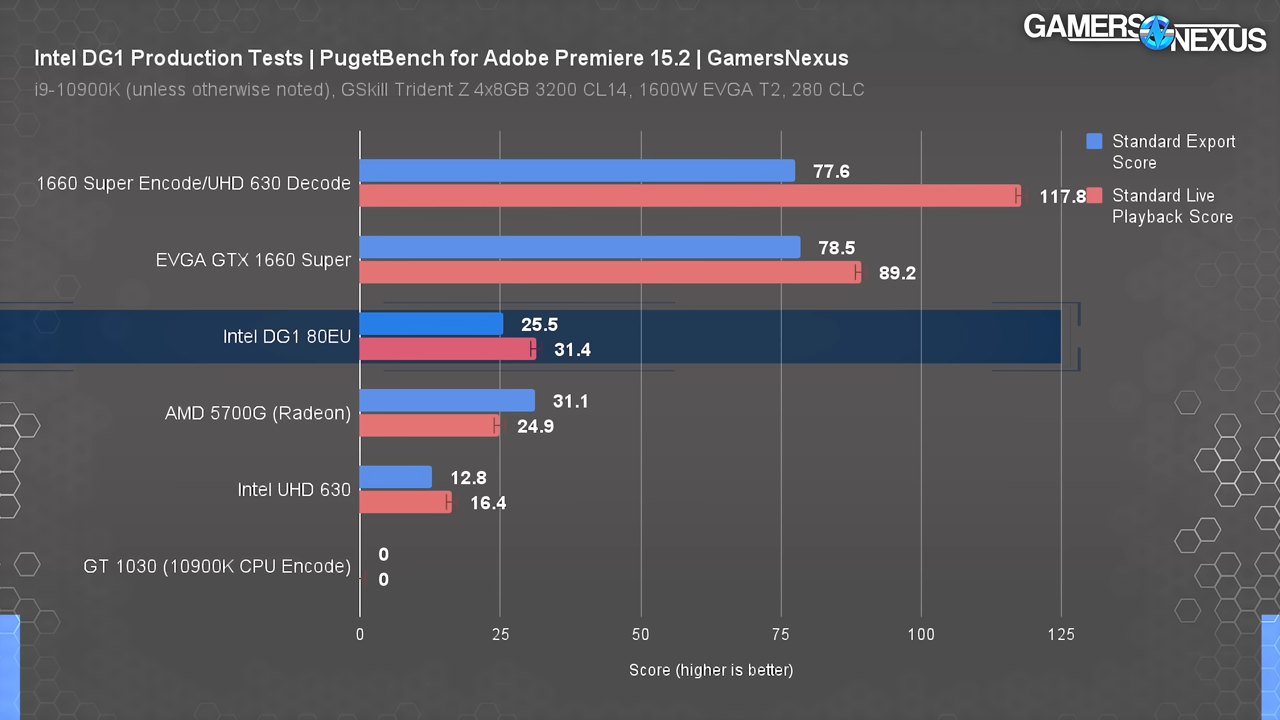 GAMERS NEXUS
Intel DG1 Production Tests | PugetBench for Adobe Premiere 15.2 | GamersNexus
i9-10900K (unless otherwise noted), GSkill Trident Z 4x8GB 3200 CL14, 1600W EVGA T2, 280 CLC
Standard Export
Score
Standard Live
Playback Score
1660 Super Encode/UHD 630 Decode
77.6
117.8
EVGA GTX 1660 Super
78.5
89.2
Intel DG1 80EU
25.5
31.4
AMD 5700G (Radeon)
31.1
24.9
Intel UHD 630
12.8
16.4
GT 1030 (10900K CPU Encode)
0
0
0 25 50 75 100 125
Score (higher is better)